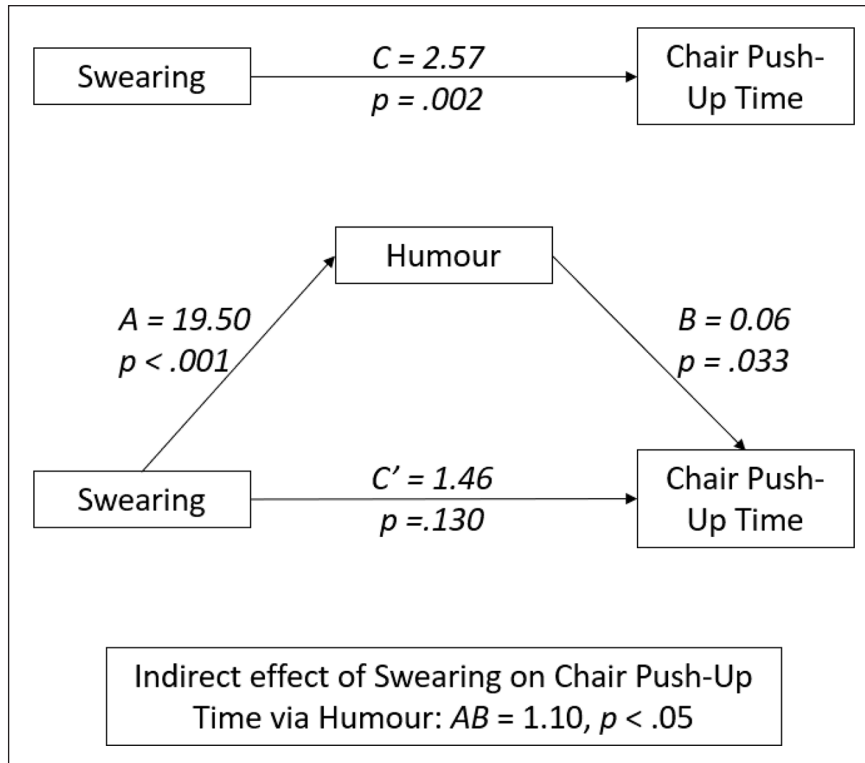 Swearing
C = 2.57
p = .002
Chair Push-
Up Time
Humour
A = 19.50
p < .001
B = 0.06
p = .033
Swearing
C’ = 1.46
p =.130
Chair Push-
Up Time
Indirect effect of Swearing on Chair Push-Up
Time via Humour: AB = 1.10, p < .05